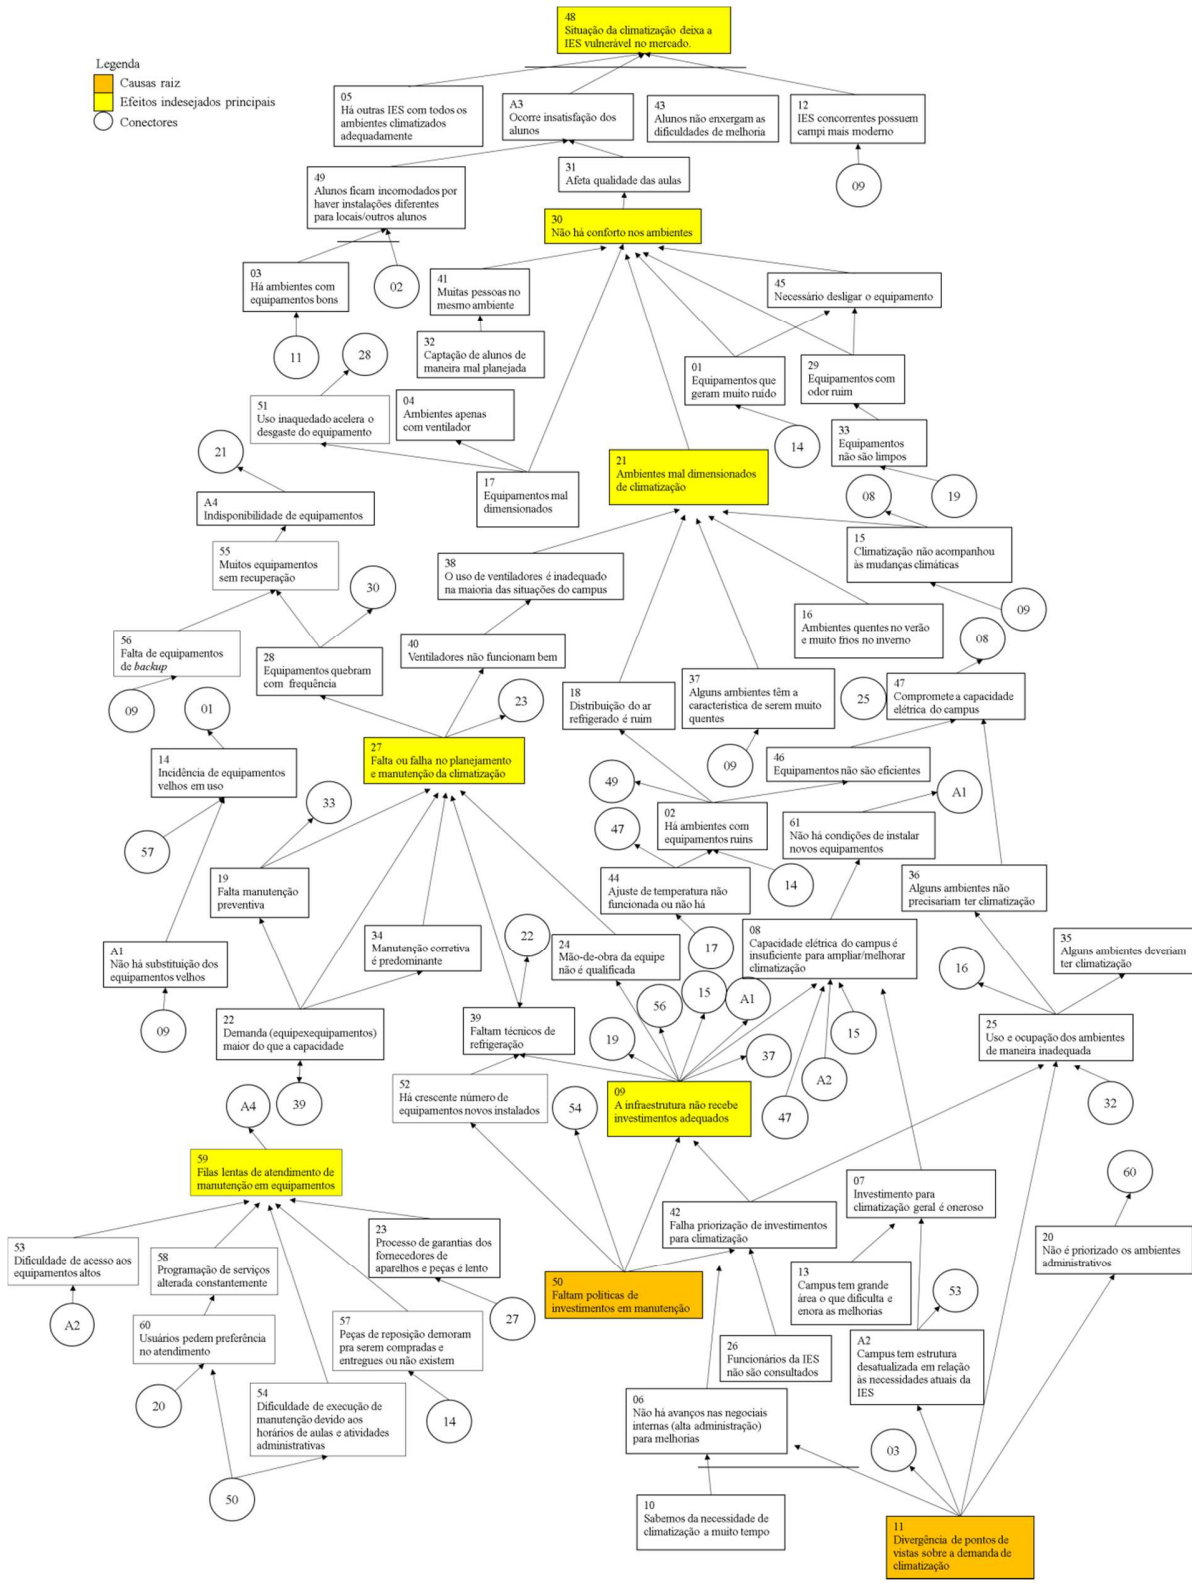 48
Situação da climatização deixa a
IES vulnerável no mercado.
Legenda
Causas raiz
Efeitos indesejados principais
Conectores
05
Há outras IES com todos os
ambientes climatizados
adequadamente
A3
Ocorre insatisfação dos
alunos
43
Alunos não enxergam as
dificuldades de melhoria
12
IES concorrentes possuem
campi mais moderno
09
49
Alunos ficam incomodados por
haver instalações diferentes
para locais/outros alunos
31
Afeta qualidade das aulas
30
Não há conforto nos ambientes
03
Há ambientes com
equipamentos bons
02
41
Muitas pessoas no
mesmo ambiente
45
Necessário desligar o equipamento
11
28
32
Captação de alunos de
maneira mal planejada
01
Equipamentos que
geram muito ruído
29
Equipamentos com
odor ruim
51
Uso inaquedado acelera o
desgaste do equipamento
04
Ambientes apenas
com ventilador
14
33
Equipamentos
não são limpos
21
17
Equipamentos mal
dimensionados
21
Ambientes mal dimensionados
de climatização
08
19
A4
Indisponibilidade de equipamentos
55
Muitos equipamentos
sem recuperação
38
O uso de ventiladores é inadequado
na maioria das situações do campus
15
Climatização não acompanhou
às mudanças climáticas
30
16
Ambientes quentes no verão
e muito frios no inverno
09
56
Falta de equipamentos
de backup
28
Equipamentos quebram
com frequência
40
Ventiladores não funcionam bem
08
09
01
23
18
Distribuição do ar
refrigerado é ruim
37
Alguns ambientes têm a
característica de serem muito
quentes
25
47
Compromete a capacidade
elétrica do campus
14
Incidência de equipamentos
velhos em uso
27
Falta ou falha no planejamento
e manutenção da climatização
09
46
Equipamentos não são eficientes
49
A1
33
47
02
Há ambientes com
equipamentos ruins
61
Não há condições de instalar
novos equipamentos
57
19
Falta manutenção
preventiva
44
Ajuste de temperatura não
funcionada ou não há
14
36
Alguns ambientes não
precisariam ter climatização
A1
Não há substituição dos
equipamentos velhos
34
Manutenção corretiva
é predominante
22
24
Mão-de-obra da equipe
não é qualificada
17
08
Capacidade elétrica do campus é
insuficiente para ampliar/melhorar
climatização
35
Alguns ambientes deveriam
ter climatização
16
09
22
Demanda (equipexequipamentos)
maior do que a capacidade
39
Faltam técnicos de
refrigeração
56
15
A1
19
37
15
25
Uso e ocupação dos ambientes
de maneira inadequada
A2
39
52
Há crescente número de
equipamentos novos instalados
54
09
A infraestrutura não recebe
investimentos adequados
47
32
A4
59
Filas lentas de atendimento de
manutenção em equipamentos
60
07
Investimento para
climatização geral é oneroso
42
Falha priorização de investimentos
para climatização
53
Dificuldade de acesso aos
equipamentos altos
58
Programação de serviços
alterada constantemente
23
Processo de garantias dos
fornecedores de
aparelhos e peças é lento
20
Não é priorizado os ambientes
administrativos
50
Faltam políticas de
investimentos em manutenção
13
Campus tem grande
área o que dificulta e
enora as melhorias
53
A2
60
Usuários pedem preferência
no atendimento
57
Peças de reposição demoram
pra serem compradas e
entregues ou não existem
27
26
Funcionários da IES
não são consultados
A2
Campus tem estrutura
desatualizada em relação
às necessidades atuais da
IES
20
54
Dificuldade de execução de
manutenção devido aos
horários de aulas e atividades
administrativas
14
06
Não há avanços nas negociais
internas (alta administração)
para melhorias
03
50
10
Sabemos da necessidade de
climatização a muito tempo
11
Divergência de pontos de
vistas sobre a demanda de
climatização